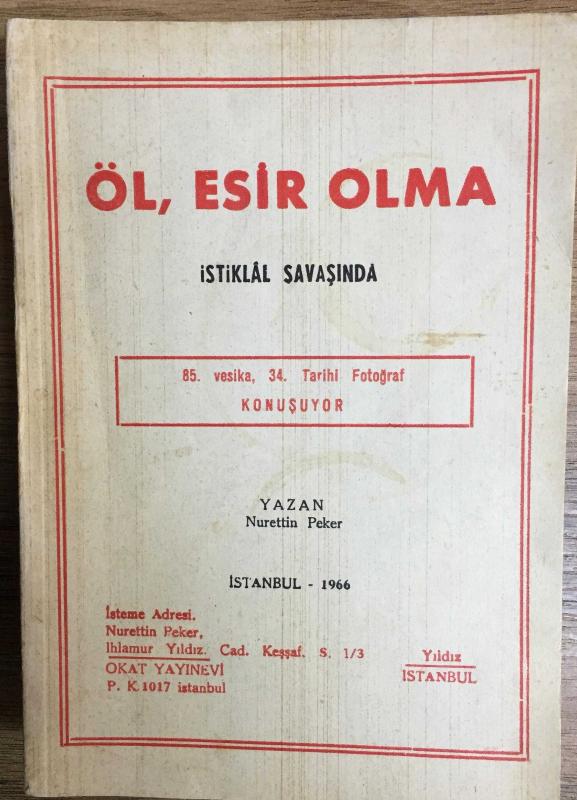 ÖL, ESİR OLMA
İSTİKLÂL SAVAŞINDA
85. vesika, 34. Tarihi Fotoğraf
KONUŞUYOR
YAZAN
Nurettin Peker
İSTANBUL - 1966
İsteme Adresi.
Nurettin Peker,
Ihlamur Yıldız. Cad. Keşşaf. S. 1/3
OKAT YAYINEVİ
P. K. 1017 istanbul
Yıldız
İSTANBUL